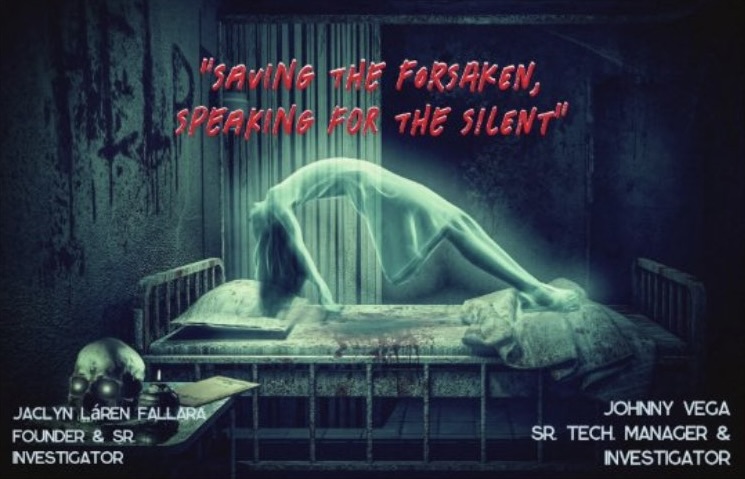 "SAVING THE FORSAKEN,
SPEAKING FOR THE SILENT"
JACLYN LáREN FALLARA
FOUNDER & SR.
INVESTIGATOR
JOHNNY VEGA
SR. TECH. MANAGER &
INVESTIGATOR